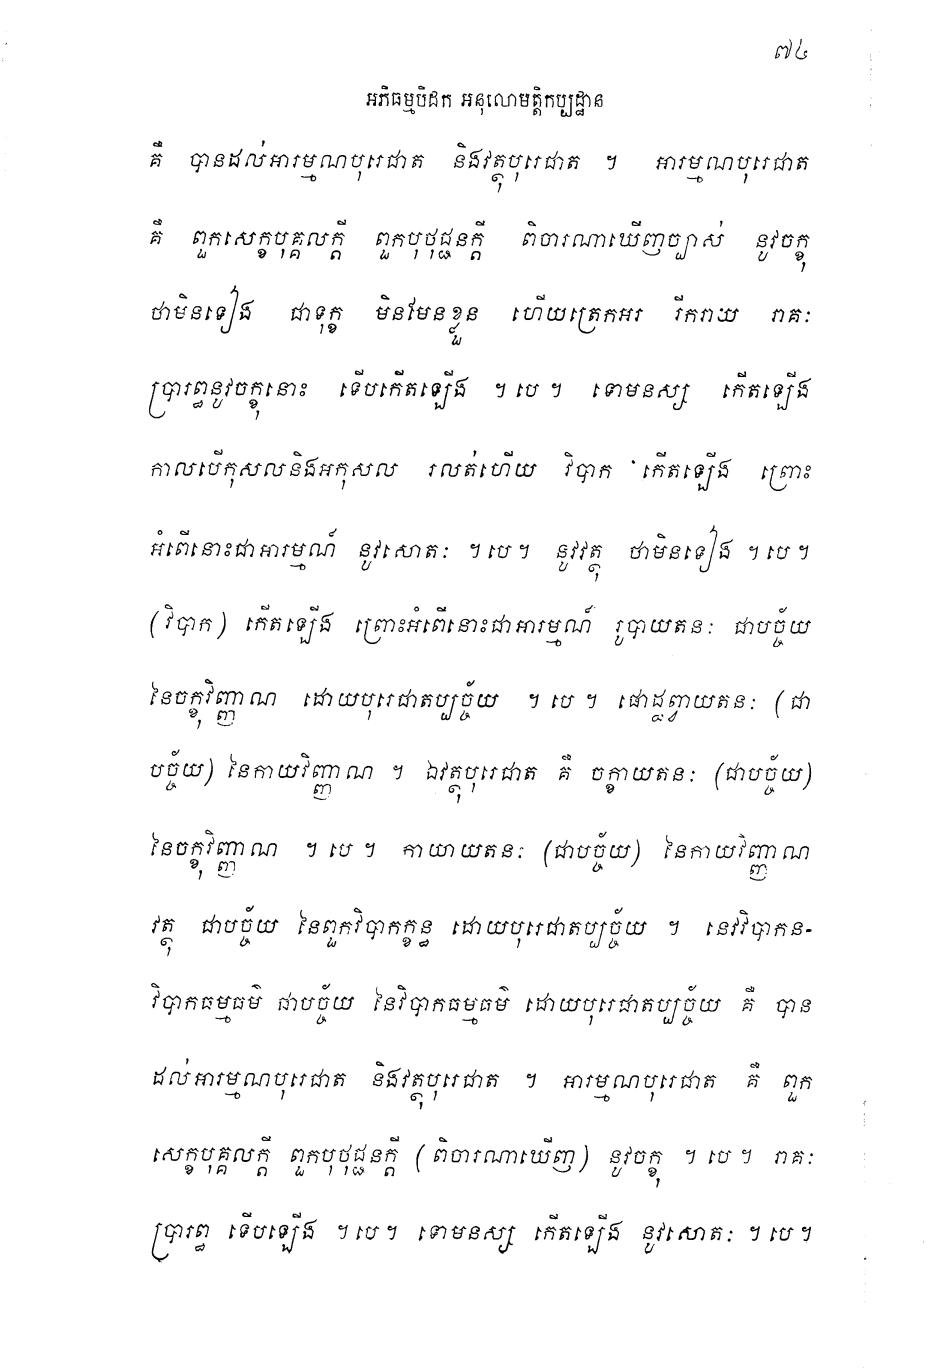 ៧៤
អភិធម្មបិដក អនុលោមត្តិកប្បដ្ឋាន
គឺ បានដល់អារម្មណបុរេជាត និងវត្ថុបុរេជាត ។ អារម្មណបុរេជាត
គឺ ពួកសេក្ខបុគ្គលក្តី ពួកបុថុជ្ជនក្តី ពិចារណាឃើញច្បាស់ នូវចក្ខុ
ថាមិនទៀង ជាទុក្ខ មិនមែនខ្លួន ហើយត្រេកអរ រីករាយ រាគៈ
ប្រារព្ធនូវចក្ខុនោះ ទើបកើតឡើង ។ បេ ។ ទោមនស្ស កើតឡើង
កាលបើកុសលនិងអកុសល រលត់ហើយ វិបាក កើតឡើង ព្រោះ
អំពើនោះជាអារម្មណ៍ នូវសោតៈ ។ បេ ។ នូវវត្ថុ ថាមិនទៀង ។ បេ ។
(វិបាក) កើតឡើង ព្រោះអំពើនោះជាអារម្មណ៍ រូបាយតនៈ ជាបច្ច័យ
នៃចក្ខុវិញ្ញាណ ដោយបុរេជាតប្បច្ច័យ ។ បេ ។ ផោដ្ឋព្វាយតនៈ (ជា
បច្ច័យ) នៃកាយវិញ្ញាណ ។ ឯវត្ថុបុរេជាត គឺ ចក្ខាយតនៈ (ជាបច្ច័យ)
នៃចក្ខុវិញ្ញាណ ។ បេ ។ កាយាយតនៈ (ជាបច្ច័យ) នៃកាយវិញ្ញាណ
វត្ថុ ជាបច្ច័យ នៃពួកវិបាកក្ខន្ធ ដោយបុរេជាតប្បច្ច័យ ។ នេវវិបាកន-
វិបាកធម្មធម៌ ជាបច្ច័យ នៃវិបាកធម្មធម៌ ដោយបុរេជាតប្បច្ច័យ គឺ បាន
ដល់អារម្មណបុរេជាត និងវត្ថុបុរេជាត ។ អារម្មណបុរេជាត គឺ ពួក
សេក្ខបុគ្គលក្តី ពួកបុថុជ្ជនក្តី (ពិចារណាឃើញ) នូវចក្ខុ ។ បេ ។ រាគៈ
ប្រារព្ធ ទើបឡើង ។ បេ ។ ទោមនស្ស កើតឡើង នូវសោតៈ ។ បេ ។